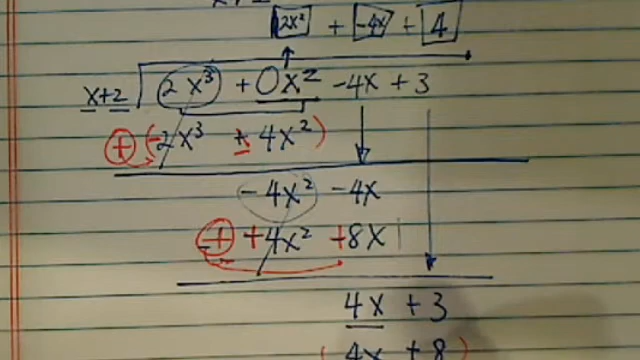 2x² + -4x + 4
x+2 2x³ + 0x² - 4x + 3
+ (-2x³ ± 4x²)
- 4x² - 4x
+ +4x² +8x
4x + 3
(4x + 8)